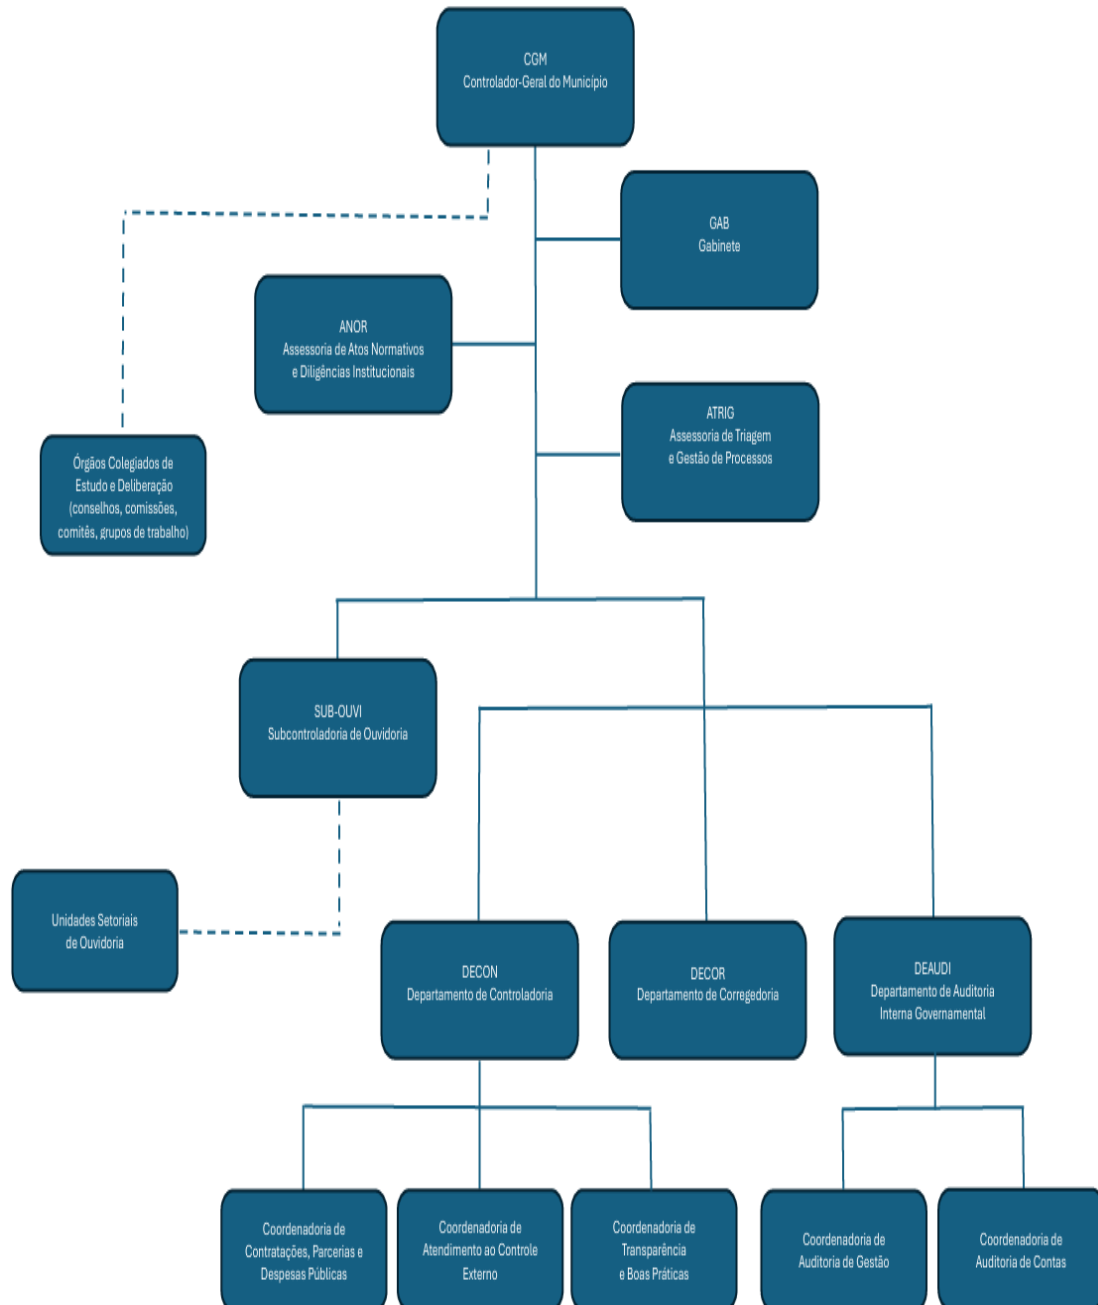 CGM
Controlador-Geral do Município
GAB
Gabinete
ANOR
Assessoria de Atos Normativos
e Diligências Institucionais
ATRIG
Assessoria de Triagem
e Gestão de Processos
Órgãos Colegiados de
Estudo e Deliberação
(conselhos, comissões,
comitês, grupos de trabalho)
SUB-OUVI
Subcontroladoria de Ouvidoria
Unidades Setoriais
de Ouvidoria
DECON
Departamento de Controladoria
DECOR
Departamento de Corregedoria
DEAUDI
Departamento de Auditoria
Interna Governamental
Coordenadoria de
Contratações, Parcerias e
Despesas Públicas
Coordenadoria de
Atendimento ao Controle
Externo
Coordenadoria de
Transparência
e Boas Práticas
Coordenadoria de
Auditoria de Gestão
Coordenadoria de
Auditoria de Contas